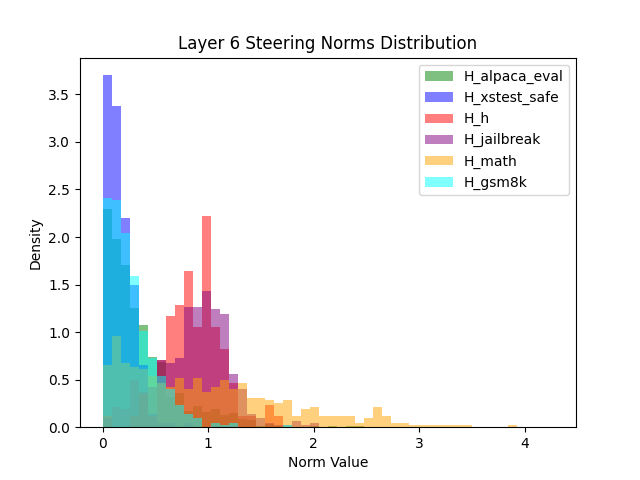 Layer 6 Steering Norms Distribution
H_alpaca_eval
H_xstest_safe
H_h
H_jailbreak
H_math
H_gsm8k
3.5
3.0
2.5
2.0
1.5
1.0
0.5
0.0
Density
0 1 2 3 4
Norm Value